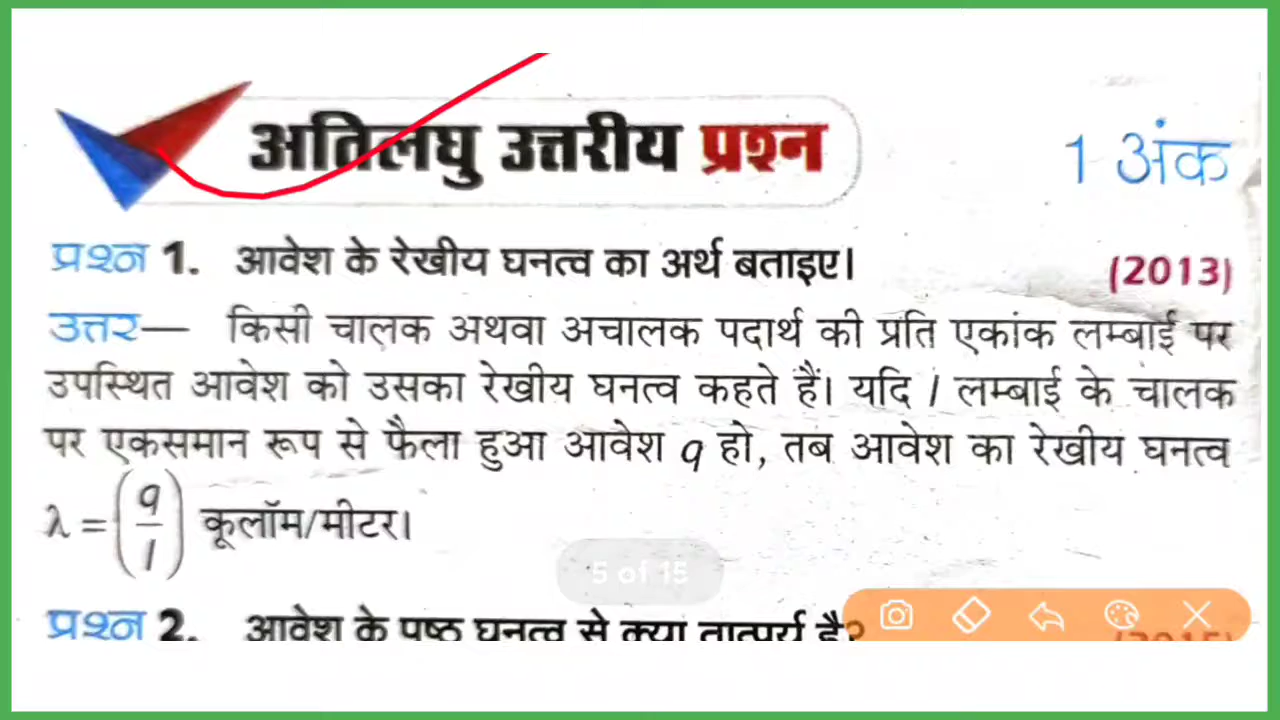 अतिलघु उत्तरीय प्रश्न
1 अंक
प्रश्न 1. आवेश के रेखीय घनत्व का अर्थ बताइए। (2013)
उत्तर— किसी चालक अथवा अचालक पदार्थ की प्रति एकांक लम्बाई पर
उपस्थित आवेश को उसका रेखीय घनत्व कहते हैं। यदि l लम्बाई के चालक
पर एकसमान रूप से फैला हुआ आवेश q हो, तब आवेश का रेखीय घनत्व
λ = (q/l) कूलॉम/मीटर।
5 of 15
प्रश्न 2. आवेश के पृष्ठ घनत्व से क्या तात्पर्य है?